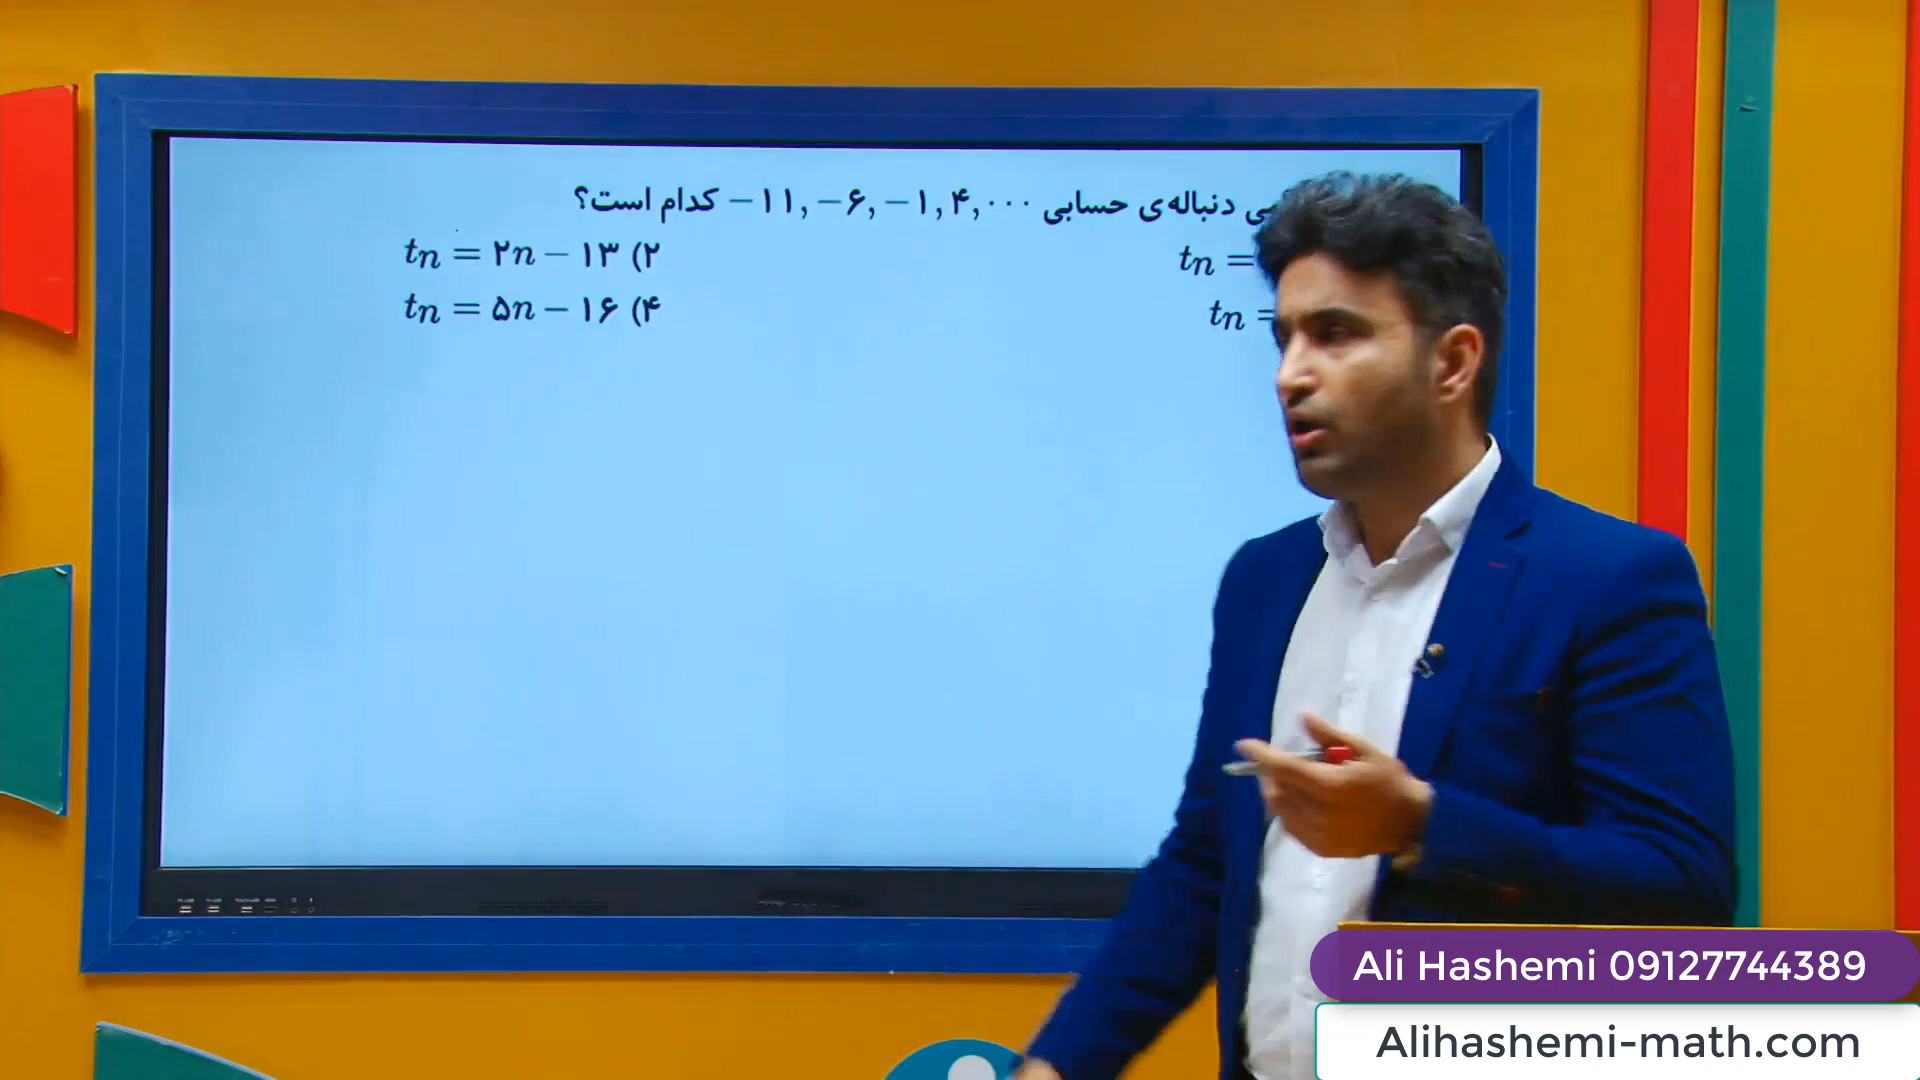 دنباله‌ی حسابی −۱۱, −۶, −۱, ۴, ⋯ کدام است؟
tn =
۲) tn = ۲n − ۱۳
tn =
۴) tn = ۵n − ۱۶
Ali Hashemi 09127744389
Alihashemi-math.com